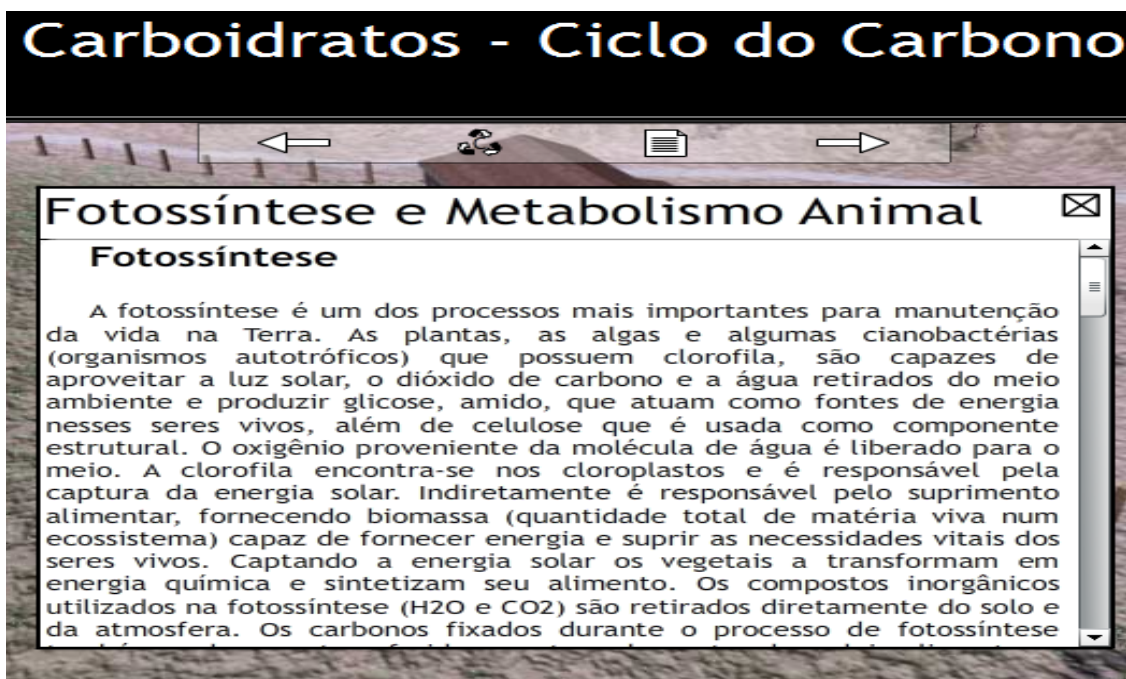 Carboidratos - Ciclo do Carbono
Fotossíntese e Metabolismo Animal
Fotossíntese
A fotossíntese é um dos processos mais importantes para manutenção
da vida na Terra. As plantas, as algas e algumas cianobactérias
(organismos autotróficos) que possuem clorofila, são capazes de
aproveitar a luz solar, o dióxido de carbono e a água retirados do meio
ambiente e produzir glicose, amido, que atuam como fontes de energia
nesses seres vivos, além de celulose que é usada como componente
estrutural. O oxigênio proveniente da molécula de água é liberado para o
meio. A clorofila encontra-se nos cloroplastos e é responsável pela
captura da energia solar. Indiretamente é responsável pelo suprimento
alimentar, fornecendo biomassa (quantidade total de matéria viva num
ecossistema) capaz de fornecer energia e suprir as necessidades vitais dos
seres vivos. Captando a energia solar os vegetais a transformam em
energia química e sintetizam seu alimento. Os compostos inorgânicos
utilizados na fotossíntese (H2O e CO2) são retirados diretamente do solo e
da atmosfera. Os carbonos fixados durante o processo de fotossíntese